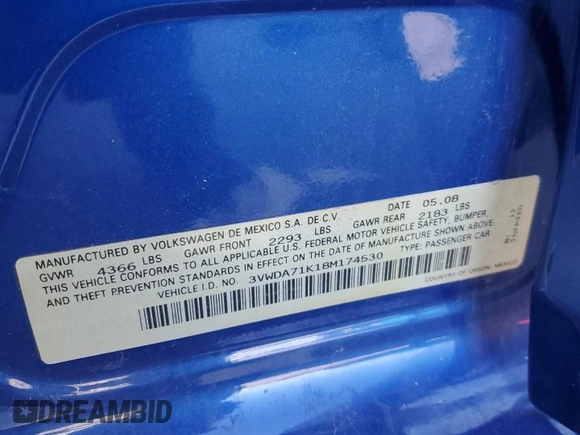 MANUFACTURED BY VOLKSWAGEN DE MEXICO S.A. DE C.V. DATE 05.08
GVWR 4366 LBS GAWR FRONT 2293 LBS GAWR REAR 2183 LBS
THIS VEHICLE CONFORMS TO ALL APPLICABLE U.S. FEDERAL MOTOR VEHICLE SAFETY, BUMPER,
AND THEFT PREVENTION STANDARDS IN EFFECT ON THE DATE OF MANUFACTURE SHOWN ABOVE.
VEHICLE I.D. NO. 3VWDA71K18M174530 TYPE: PASSENGER CAR
COUNTRY OF ORIGIN: MEXICO
DREAMBID